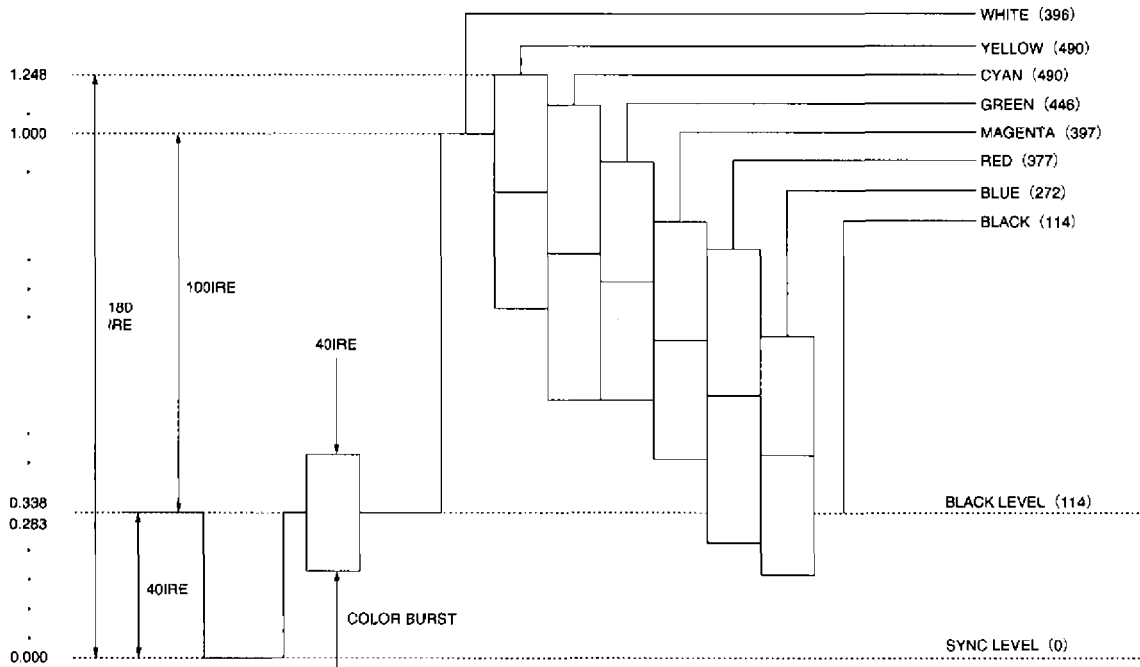 WHITE (396)
YELLOW (490)
1.248
CYAN (490)
GREEN (446)
1.000
MAGENTA (397)
RED (377)
BLUE (272)
BLACK (114)
100IRE
180
IRE
40IRE
0.338
BLACK LEVEL (114)
0.283
40IRE
COLOR BURST
SYNC LEVEL (0)
0.000